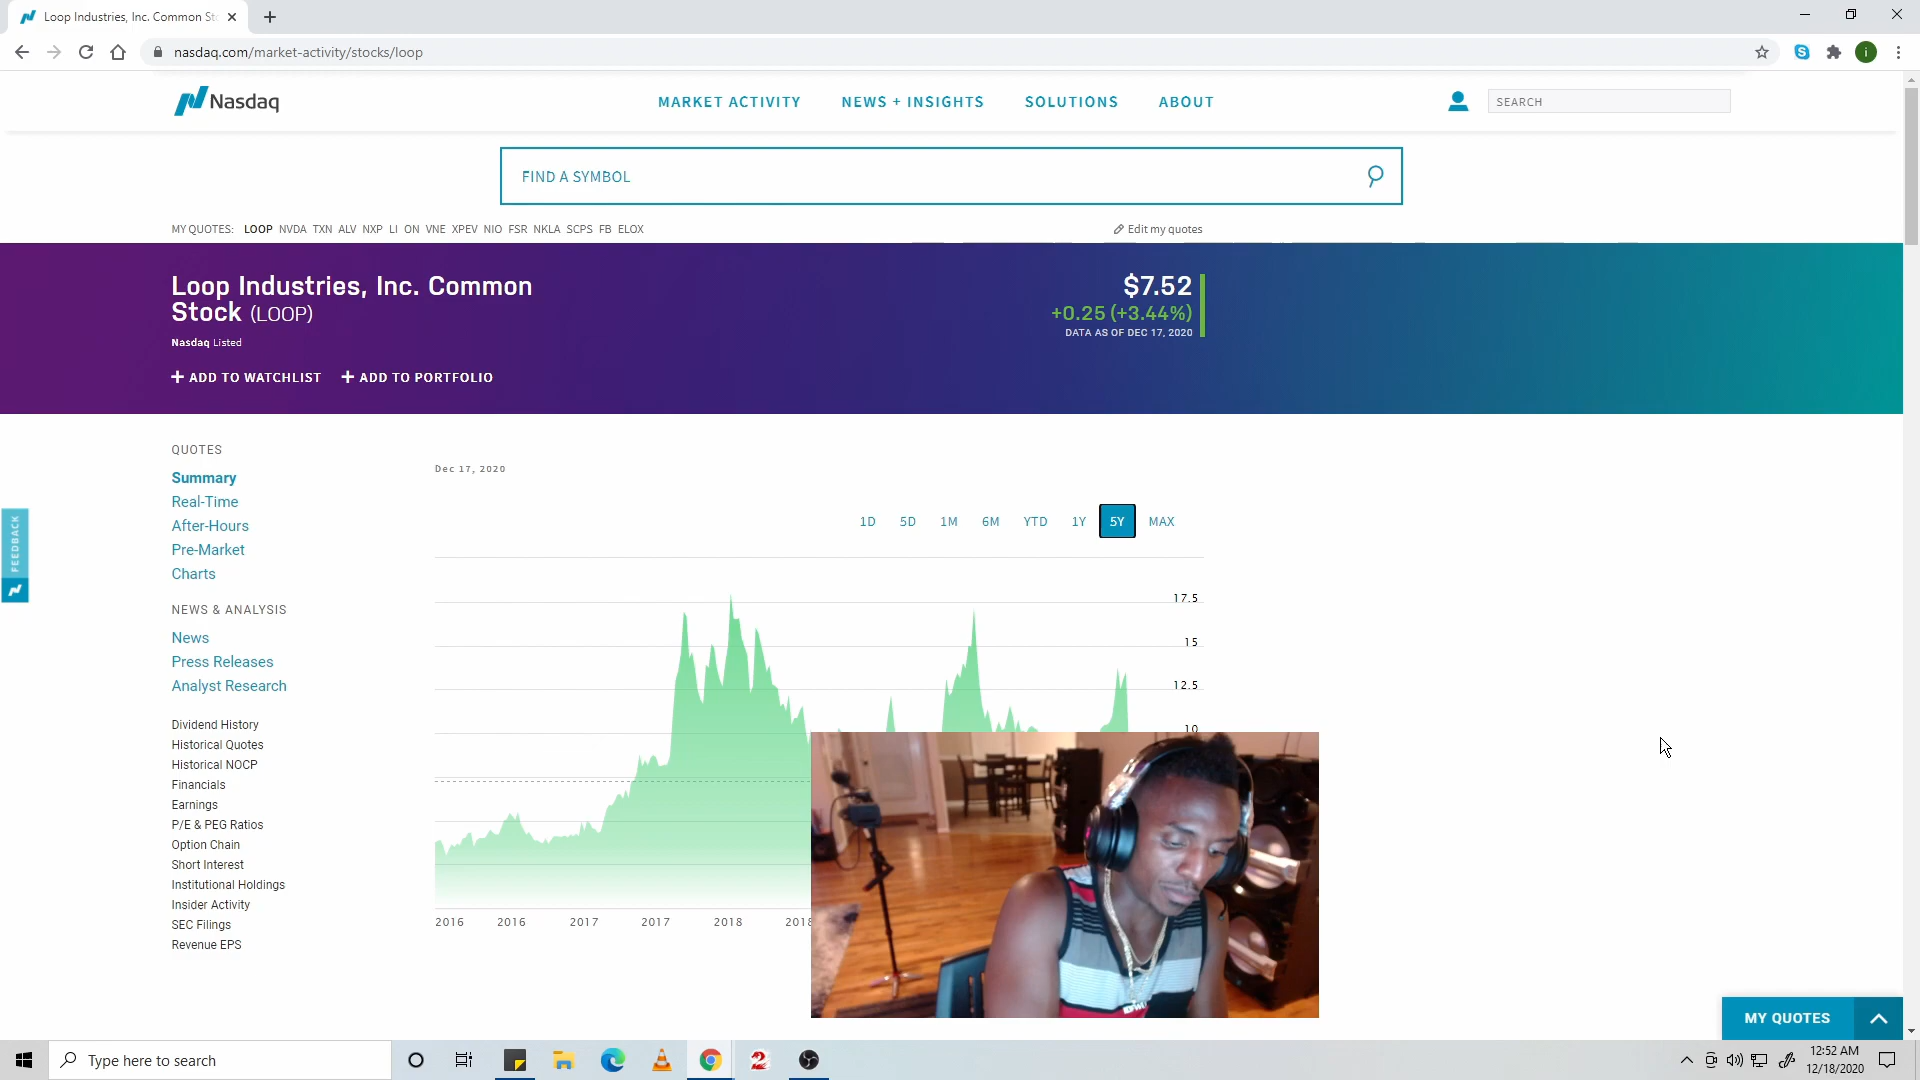 Loop Industries, Inc. Common St
nasdaq.com/market-activity/stocks/loop
i
Nasdaq
MARKET ACTIVITY
NEWS + INSIGHTS
SOLUTIONS
ABOUT
SEARCH
FIND A SYMBOL
MY QUOTES: LOOP NVDA TXN ALV NXP LI ON VNE XPEV NIO FSR NKLA SCPS FB ELOX
Edit my quotes
Loop Industries, Inc. Common
Stock (LOOP)
Nasdaq Listed
+ ADD TO WATCHLIST + ADD TO PORTFOLIO
$7.52
+0.25 (+3.44%)
DATA AS OF DEC 17, 2020
FEEDBACK
QUOTES
Summary
Real-Time
After-Hours
Pre-Market
Charts
NEWS & ANALYSIS
News
Press Releases
Analyst Research
Dividend History
Historical Quotes
Historical NOCP
Financials
Earnings
P/E & PEG Ratios
Option Chain
Short Interest
Institutional Holdings
Insider Activity
SEC Filings
Revenue EPS
Dec 17, 2020
1D 5D 1M 6M YTD 1Y 5Y MAX
17.5
15
12.5
10
2016 2016 2017 2017 2018 2018
MY QUOTES
Type here to search
12:52 AM
12/18/2020